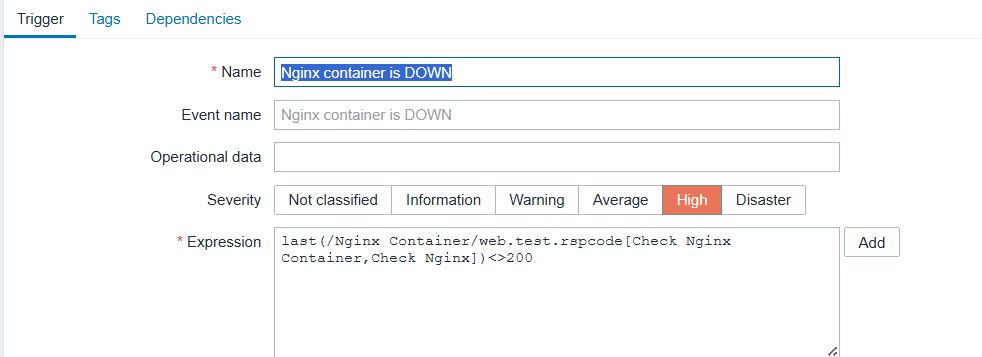 Trigger Tags Dependencies
* Name Nginx container is DOWN
Event name Nginx container is DOWN
Operational data
Severity Not classified Information Warning Average High Disaster
* Expression last(/Nginx Container/web.test.rspcode[Check Nginx Add
Container,Check Nginx])<>200